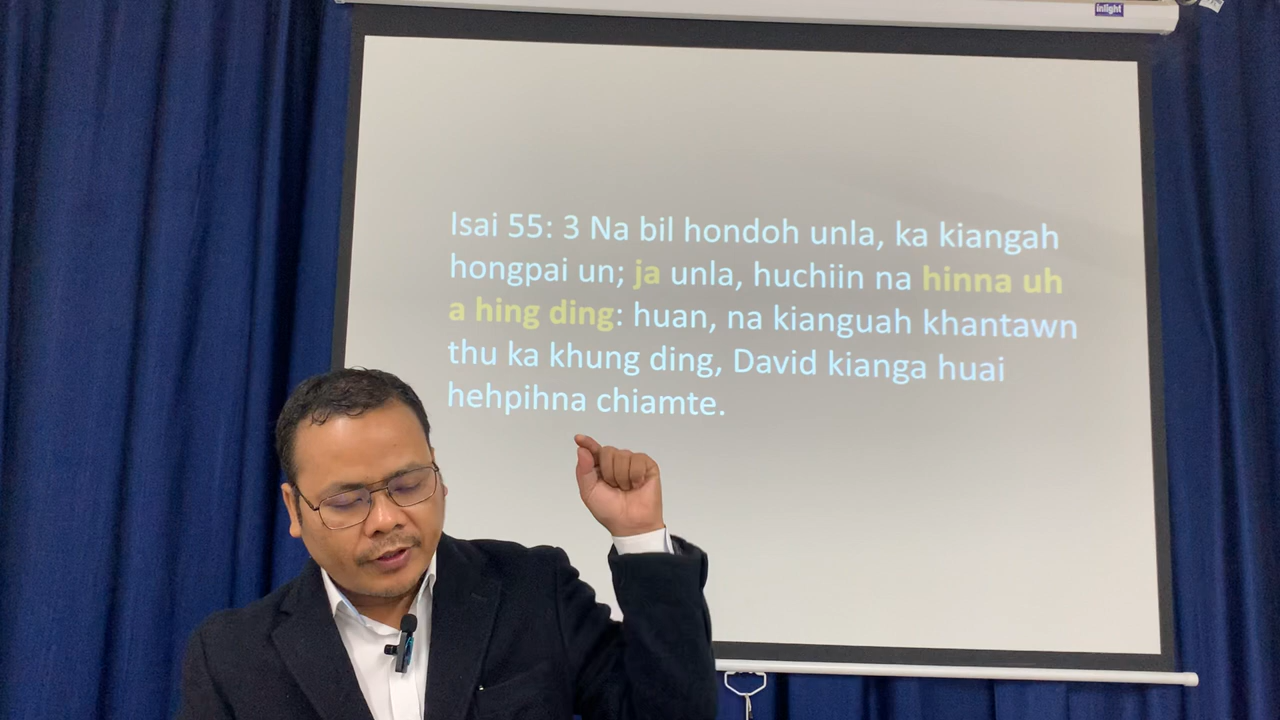 inlight
Isai 55: 3 Na bil hondoh unla, ka kiangah
hongpai un; ja unla, huchiin na hinna uh
a hing ding: huan, na kianguah khantawn
thu ka khung ding, David kianga huai
hehpihna chiamte.